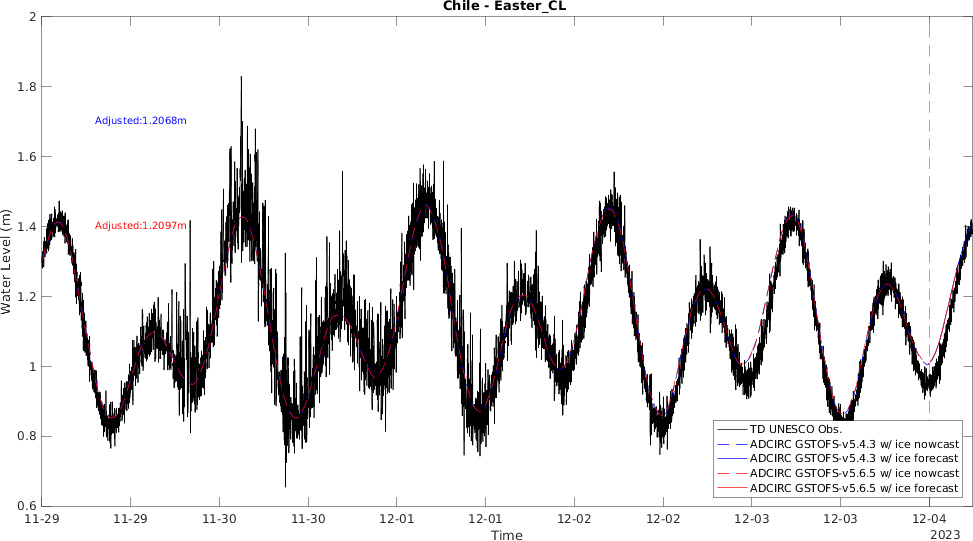 Chile - Easter_CL
2
1.8
1.6
1.4
1.2
1
0.8
0.6
Water Level (m)
Adjusted:1.2068m
Adjusted:1.2097m
TD UNESCO Obs.
ADCIRC GSTOFS-v5.4.3 w/ ice nowcast
ADCIRC GSTOFS-v5.4.3 w/ ice forecast
ADCIRC GSTOFS-v5.6.5 w/ ice nowcast
ADCIRC GSTOFS-v5.6.5 w/ ice forecast
11-29 11-29 11-30 11-30 12-01 12-01 12-02 12-02 12-03 12-03 12-04
Time
2023